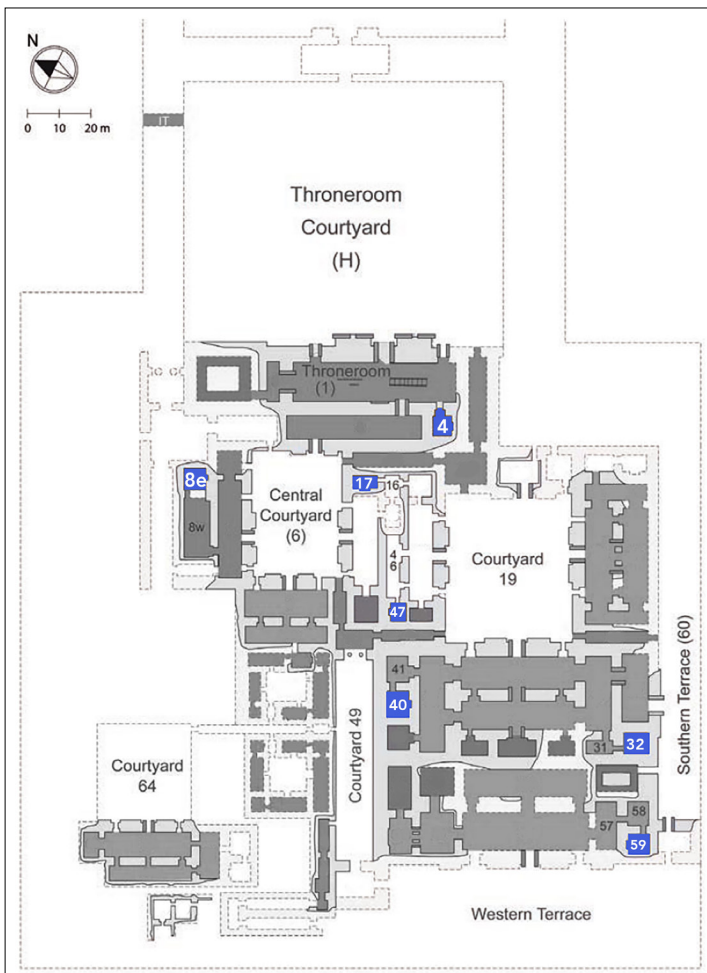 N
0 10 20 m
IT
Throneroom
Courtyard
(H)
Throneroom
(1)
4
8e
17
16
Central
Courtyard
(6)
8w
4
6
Courtyard
19
47
41
40
Southern Terrace (60)
Courtyard 49
31
32
Courtyard
64
57
58
59
Western Terrace